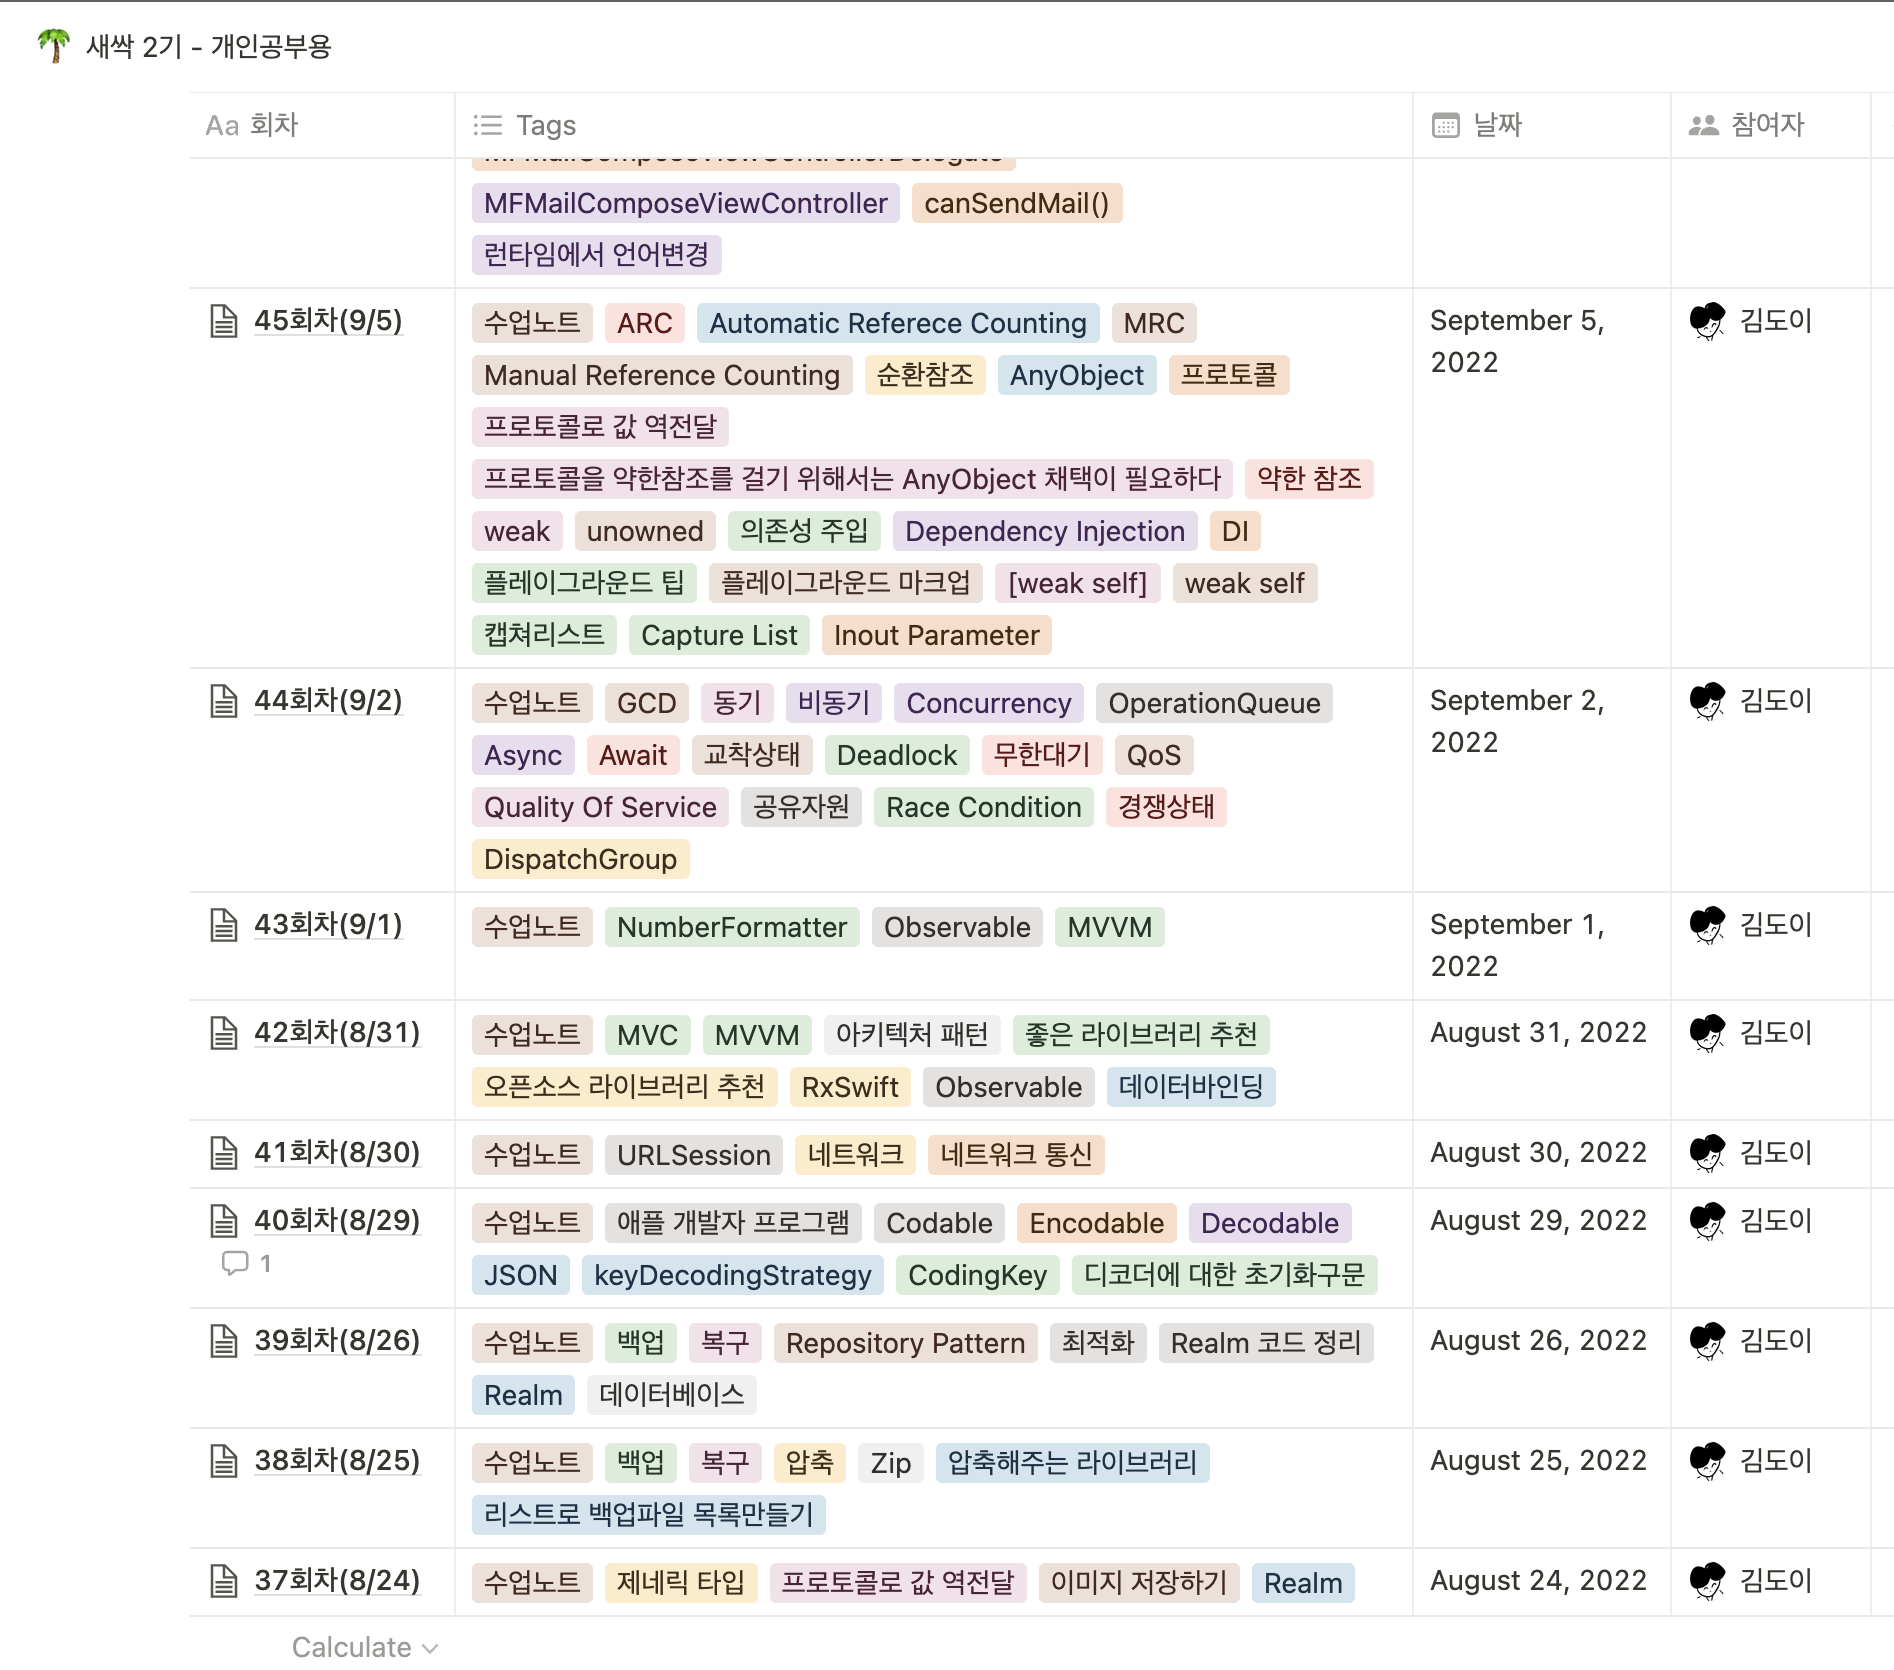 🌴 새싹 2기 - 개인공부용
Aa 회차 Tags 날짜 참여자
MFMailComposeViewControllerDelegate
MFMailComposeViewController canSendMail()
런타임에서 언어변경
45회차(9/5) 수업노트 ARC Automatic Referece Counting MRC September 5, 김도이
Manual Reference Counting 순환참조 AnyObject 프로토콜 2022
프로토콜로 값 역전달
프로토콜을 약한참조를 걸기 위해서는 AnyObject 채택이 필요하다 약한 참조
weak unowned 의존성 주입 Dependency Injection DI
플레이그라운드 팁 플레이그라운드 마크업 [weak self] weak self
캡쳐리스트 Capture List Inout Parameter
44회차(9/2) 수업노트 GCD 동기 비동기 Concurrency OperationQueue September 2, 김도이
Async Await 교착상태 Deadlock 무한대기 QoS 2022
Quality Of Service 공유자원 Race Condition 경쟁상태
DispatchGroup
43회차(9/1) 수업노트 NumberFormatter Observable MVVM September 1, 김도이
2022
42회차(8/31) 수업노트 MVC MVVM 아키텍처 패턴 좋은 라이브러리 추천 August 31, 2022 김도이
오픈소스 라이브러리 추천 RxSwift Observable 데이터바인딩
41회차(8/30) 수업노트 URLSession 네트워크 네트워크 통신 August 30, 2022 김도이
40회차(8/29) 수업노트 애플 개발자 프로그램 Codable Encodable Decodable August 29, 2022 김도이
1 JSON keyDecodingStrategy CodingKey 디코더에 대한 초기화구문
39회차(8/26) 수업노트 백업 복구 Repository Pattern 최적화 Realm 코드 정리 August 26, 2022 김도이
Realm 데이터베이스
38회차(8/25) 수업노트 백업 복구 압축 Zip 압축해주는 라이브러리 August 25, 2022 김도이
리스트로 백업파일 목록만들기
37회차(8/24) 수업노트 제네릭 타입 프로토콜로 값 역전달 이미지 저장하기 Realm August 24, 2022 김도이
Calculate